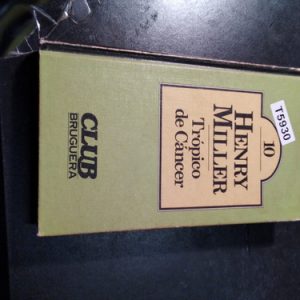 T5930
10
HENRY
MILLER
Trópico
de Cáncer
CLUB
BRUGUERA